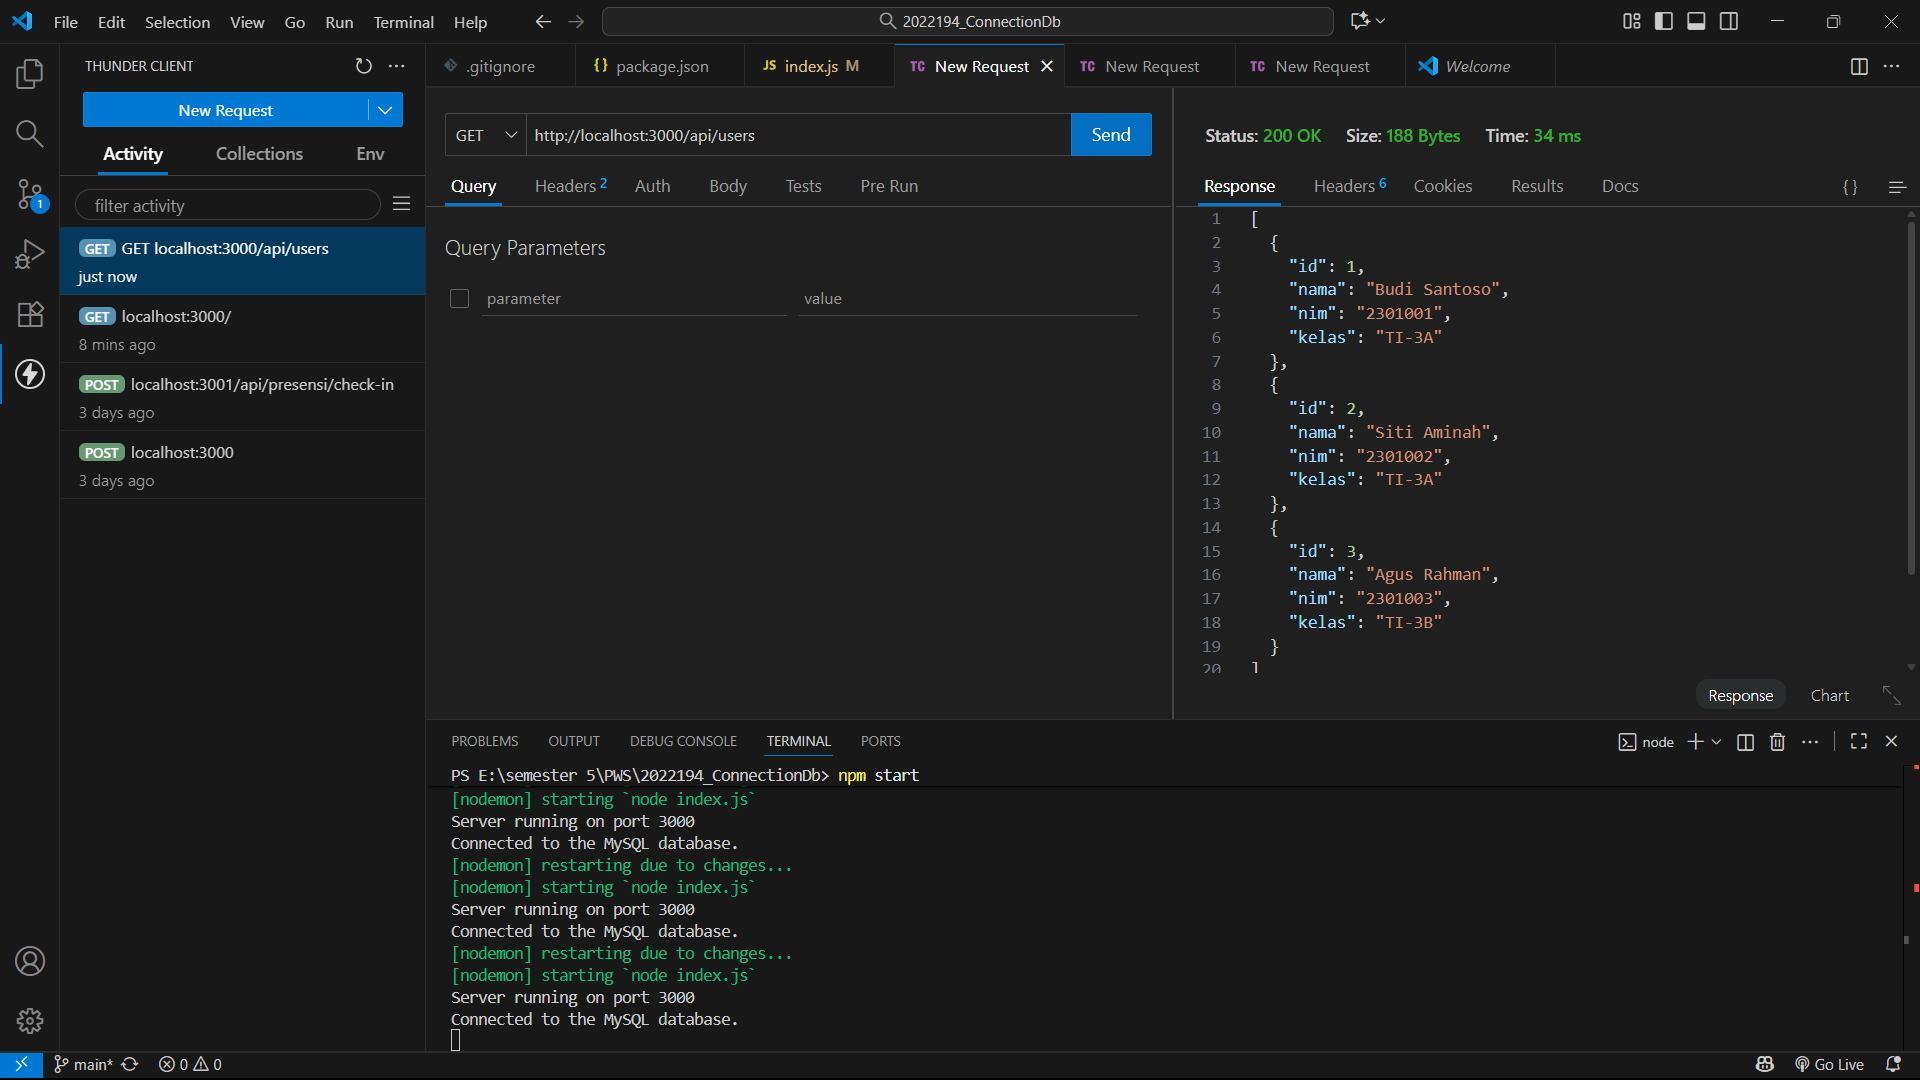 File Edit Selection View Go Run Terminal Help
2022194_ConnectionDb
THUNDER CLIENT
New Request
Activity Collections Env
filter activity
GET GET localhost:3000/api/users
just now
GET localhost:3000/
8 mins ago
POST localhost:3001/api/presensi/check-in
3 days ago
POST localhost:3000
3 days ago
.gitignore {} package.json JS index.js M TC New Request TC New Request TC New Request Welcome
GET http://localhost:3000/api/users Send
Query Headers 2 Auth Body Tests Pre Run
Query Parameters
parameter value
Status: 200 OK Size: 188 Bytes Time: 34 ms
Response Headers 6 Cookies Results Docs {}
1 [
2 {
3 "id": 1,
4 "nama": "Budi Santoso",
5 "nim": "2301001",
6 "kelas": "TI-3A"
7 },
8 {
9 "id": 2,
10 "nama": "Siti Aminah",
11 "nim": "2301002",
12 "kelas": "TI-3A"
13 },
14 {
15 "id": 3,
16 "nama": "Agus Rahman",
17 "nim": "2301003",
18 "kelas": "TI-3B"
19 }
20 ]
Response Chart
PROBLEMS OUTPUT DEBUG CONSOLE TERMINAL PORTS
node
PS E:\semester 5\PWS\2022194_ConnectionDb> npm start
[nodemon] starting `node index.js`
Server running on port 3000
Connected to the MySQL database.
[nodemon] restarting due to changes...
[nodemon] starting `node index.js`
Server running on port 3000
Connected to the MySQL database.
[nodemon] restarting due to changes...
[nodemon] starting `node index.js`
Server running on port 3000
Connected to the MySQL database.
1
main* 0 0
Go Live